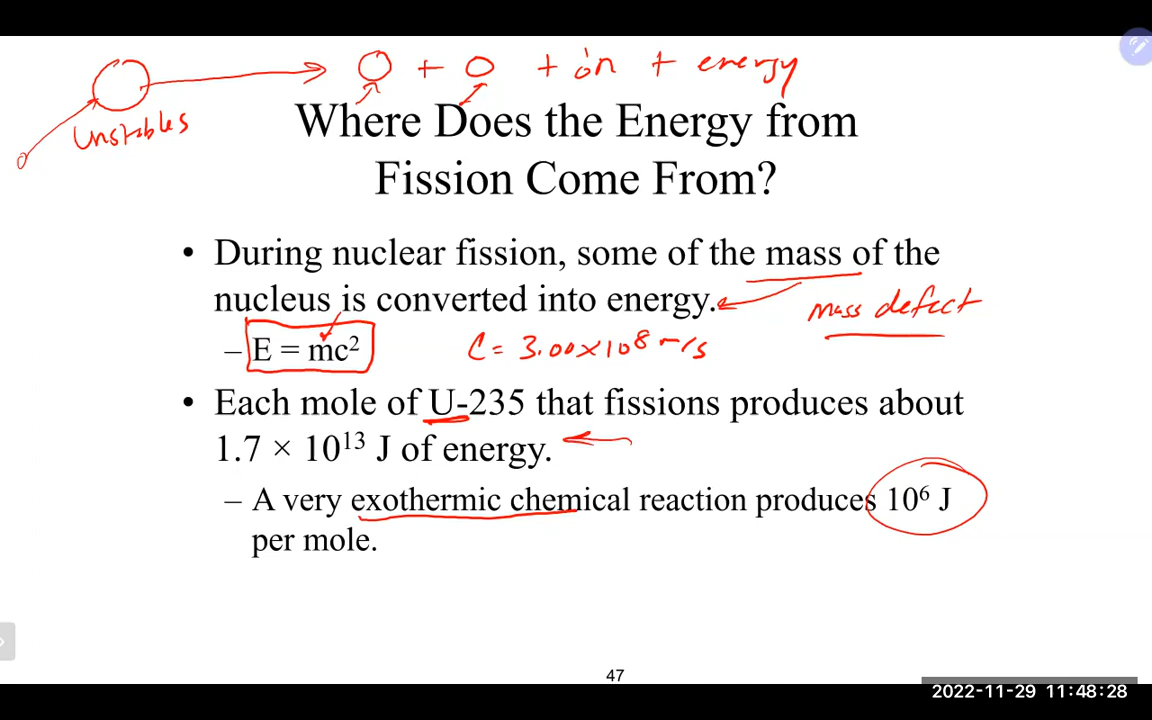 O + O + ¹₀n + energy
Unstables
Where Does the Energy from
Fission Come From?
• During nuclear fission, some of the mass of the
nucleus is converted into energy.
mass defect
– E = mc²
C = 3.00×10⁸ m/s
• Each mole of U-235 that fissions produces about
1.7 × 10¹³ J of energy.
– A very exothermic chemical reaction produces 10⁶ J
per mole.
47
2022-11-29 11:48:28